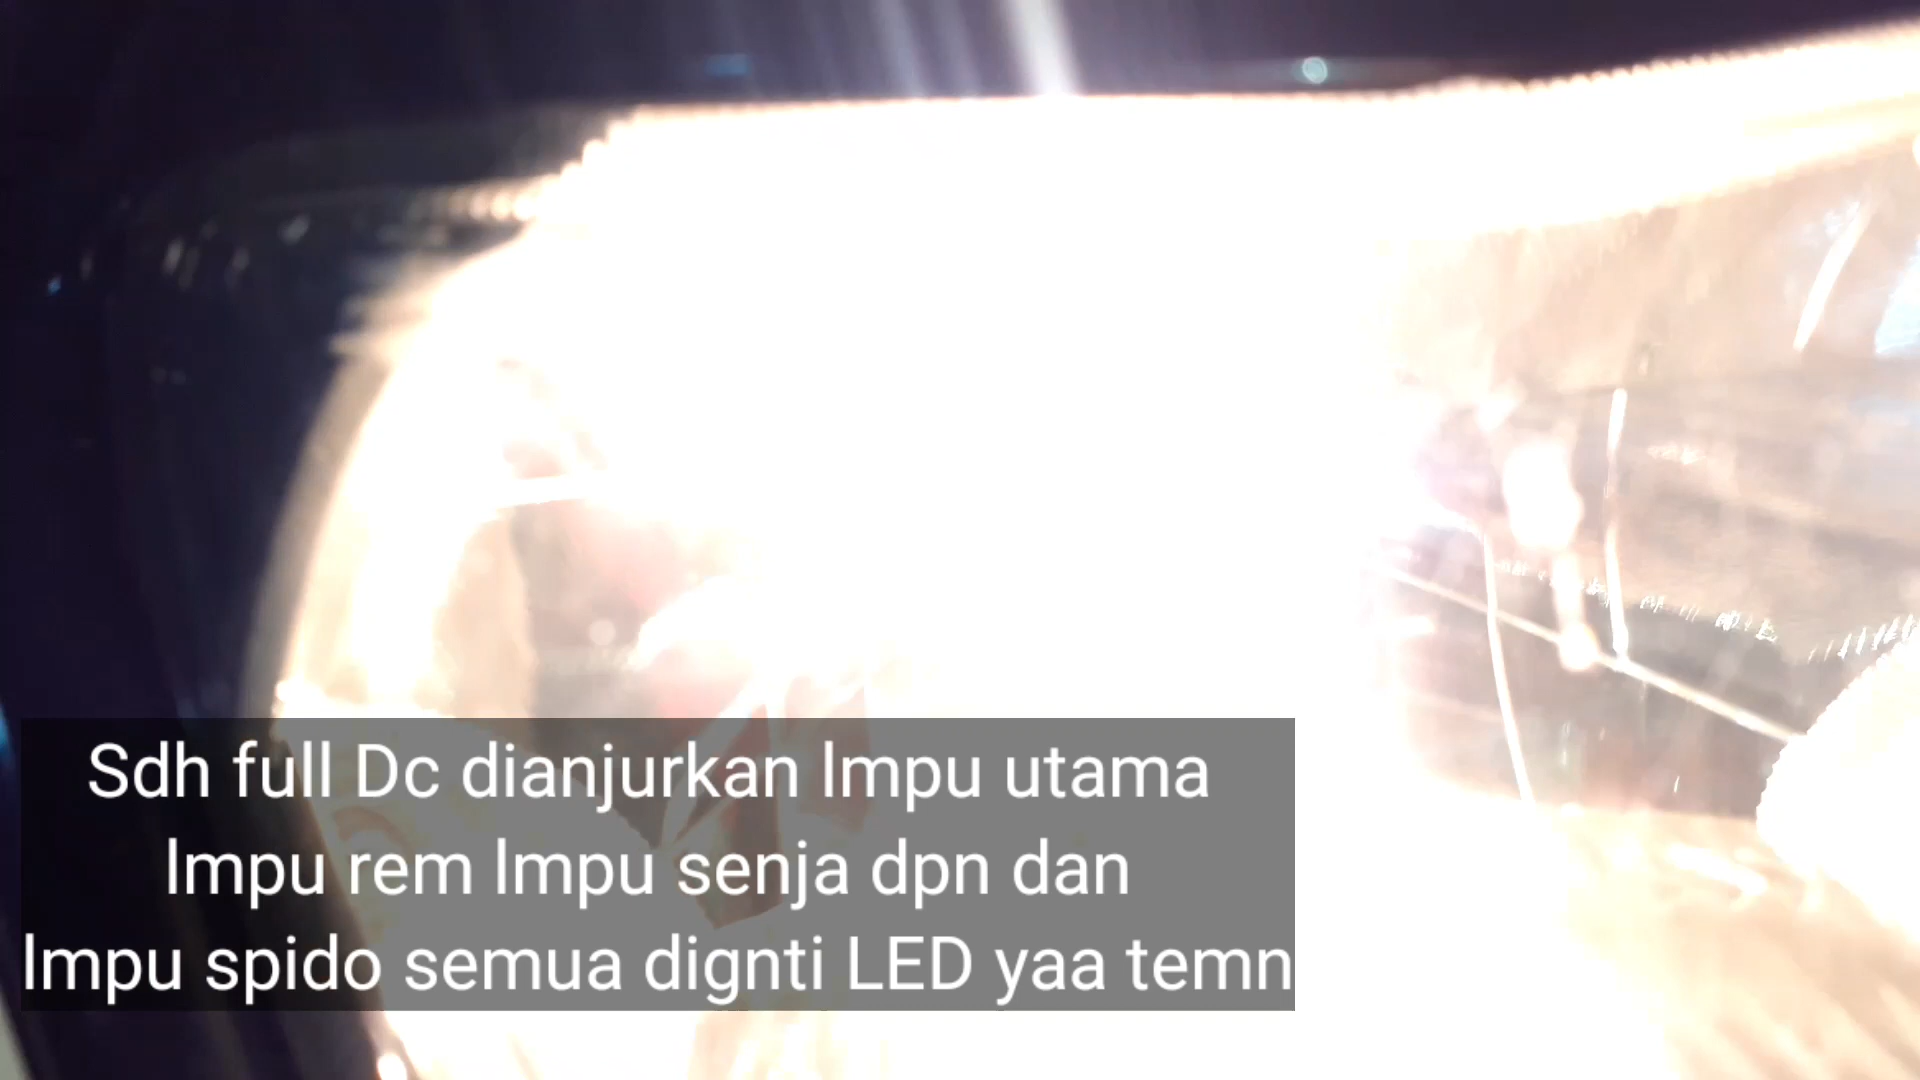 Sdh full Dc dianjurkan lmpu utama
lmpu rem lmpu senja dpn dan
lmpu spido semua dignti LED yaa temn